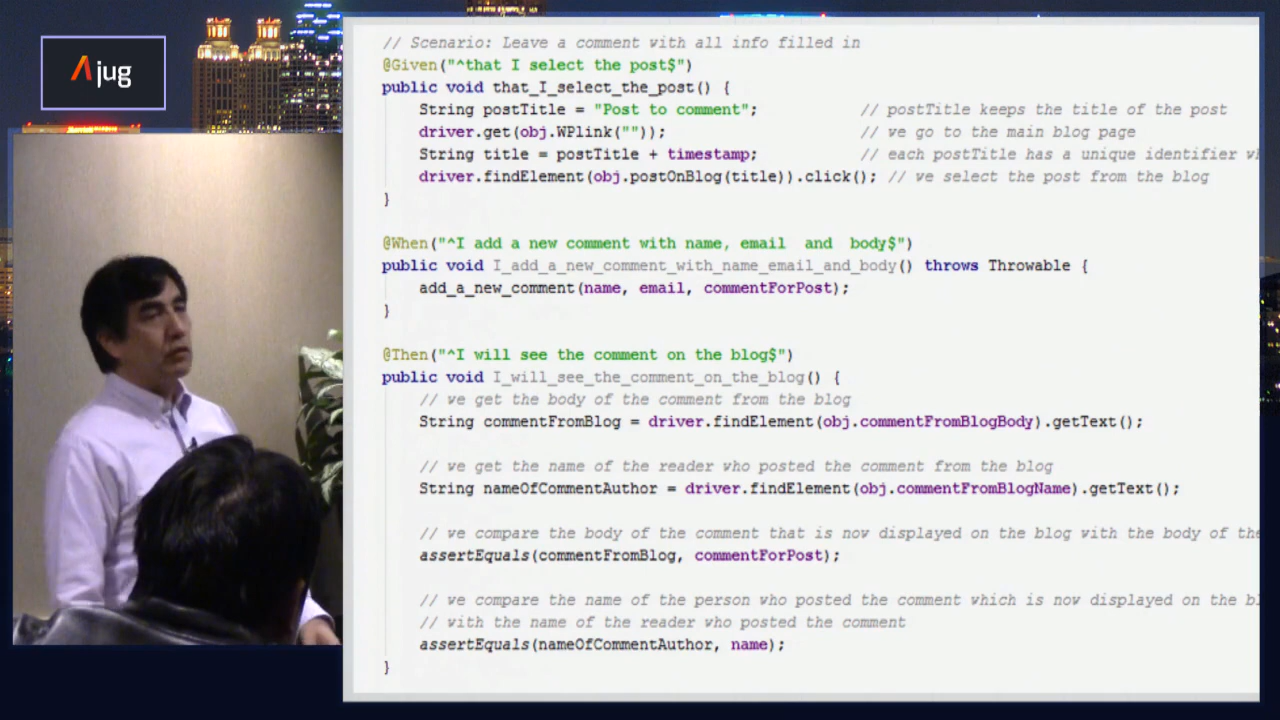 jug
// Scenario: Leave a comment with all info filled in
@Given("^that I select the post$")
public void that_I_select_the_post() {
String postTitle = "Post to comment"; // postTitle keeps the title of the post
driver.get(obj.WPlink("")); // we go to the main blog page
String title = postTitle + timestamp; // each postTitle has a unique identifier
driver.findElement(obj.postOnBlog(title)).click(); // we select the post from the blog
}
@When("^I add a new comment with name, email  and  body$")
public void I_add_a_new_comment_with_name_email_and_body() throws Throwable {
add_a_new_comment(name, email, commentForPost);
}
@Then("^I will see the comment on the blog$")
public void I_will_see_the_comment_on_the_blog() {
// we get the body of the comment from the blog
String commentFromBlog = driver.findElement(obj.commentFromBlogBody).getText();
// we get the name of the reader who posted the comment from the blog
String nameOfCommentAuthor = driver.findElement(obj.commentFromBlogName).getText();
// we compare the body of the comment that is now displayed on the blog with the body of the
assertEquals(commentFromBlog, commentForPost);
// we compare the name of the person who posted the comment which is now displayed on the
// with the name of the reader who posted the comment
assertEquals(nameOfCommentAuthor, name);
}